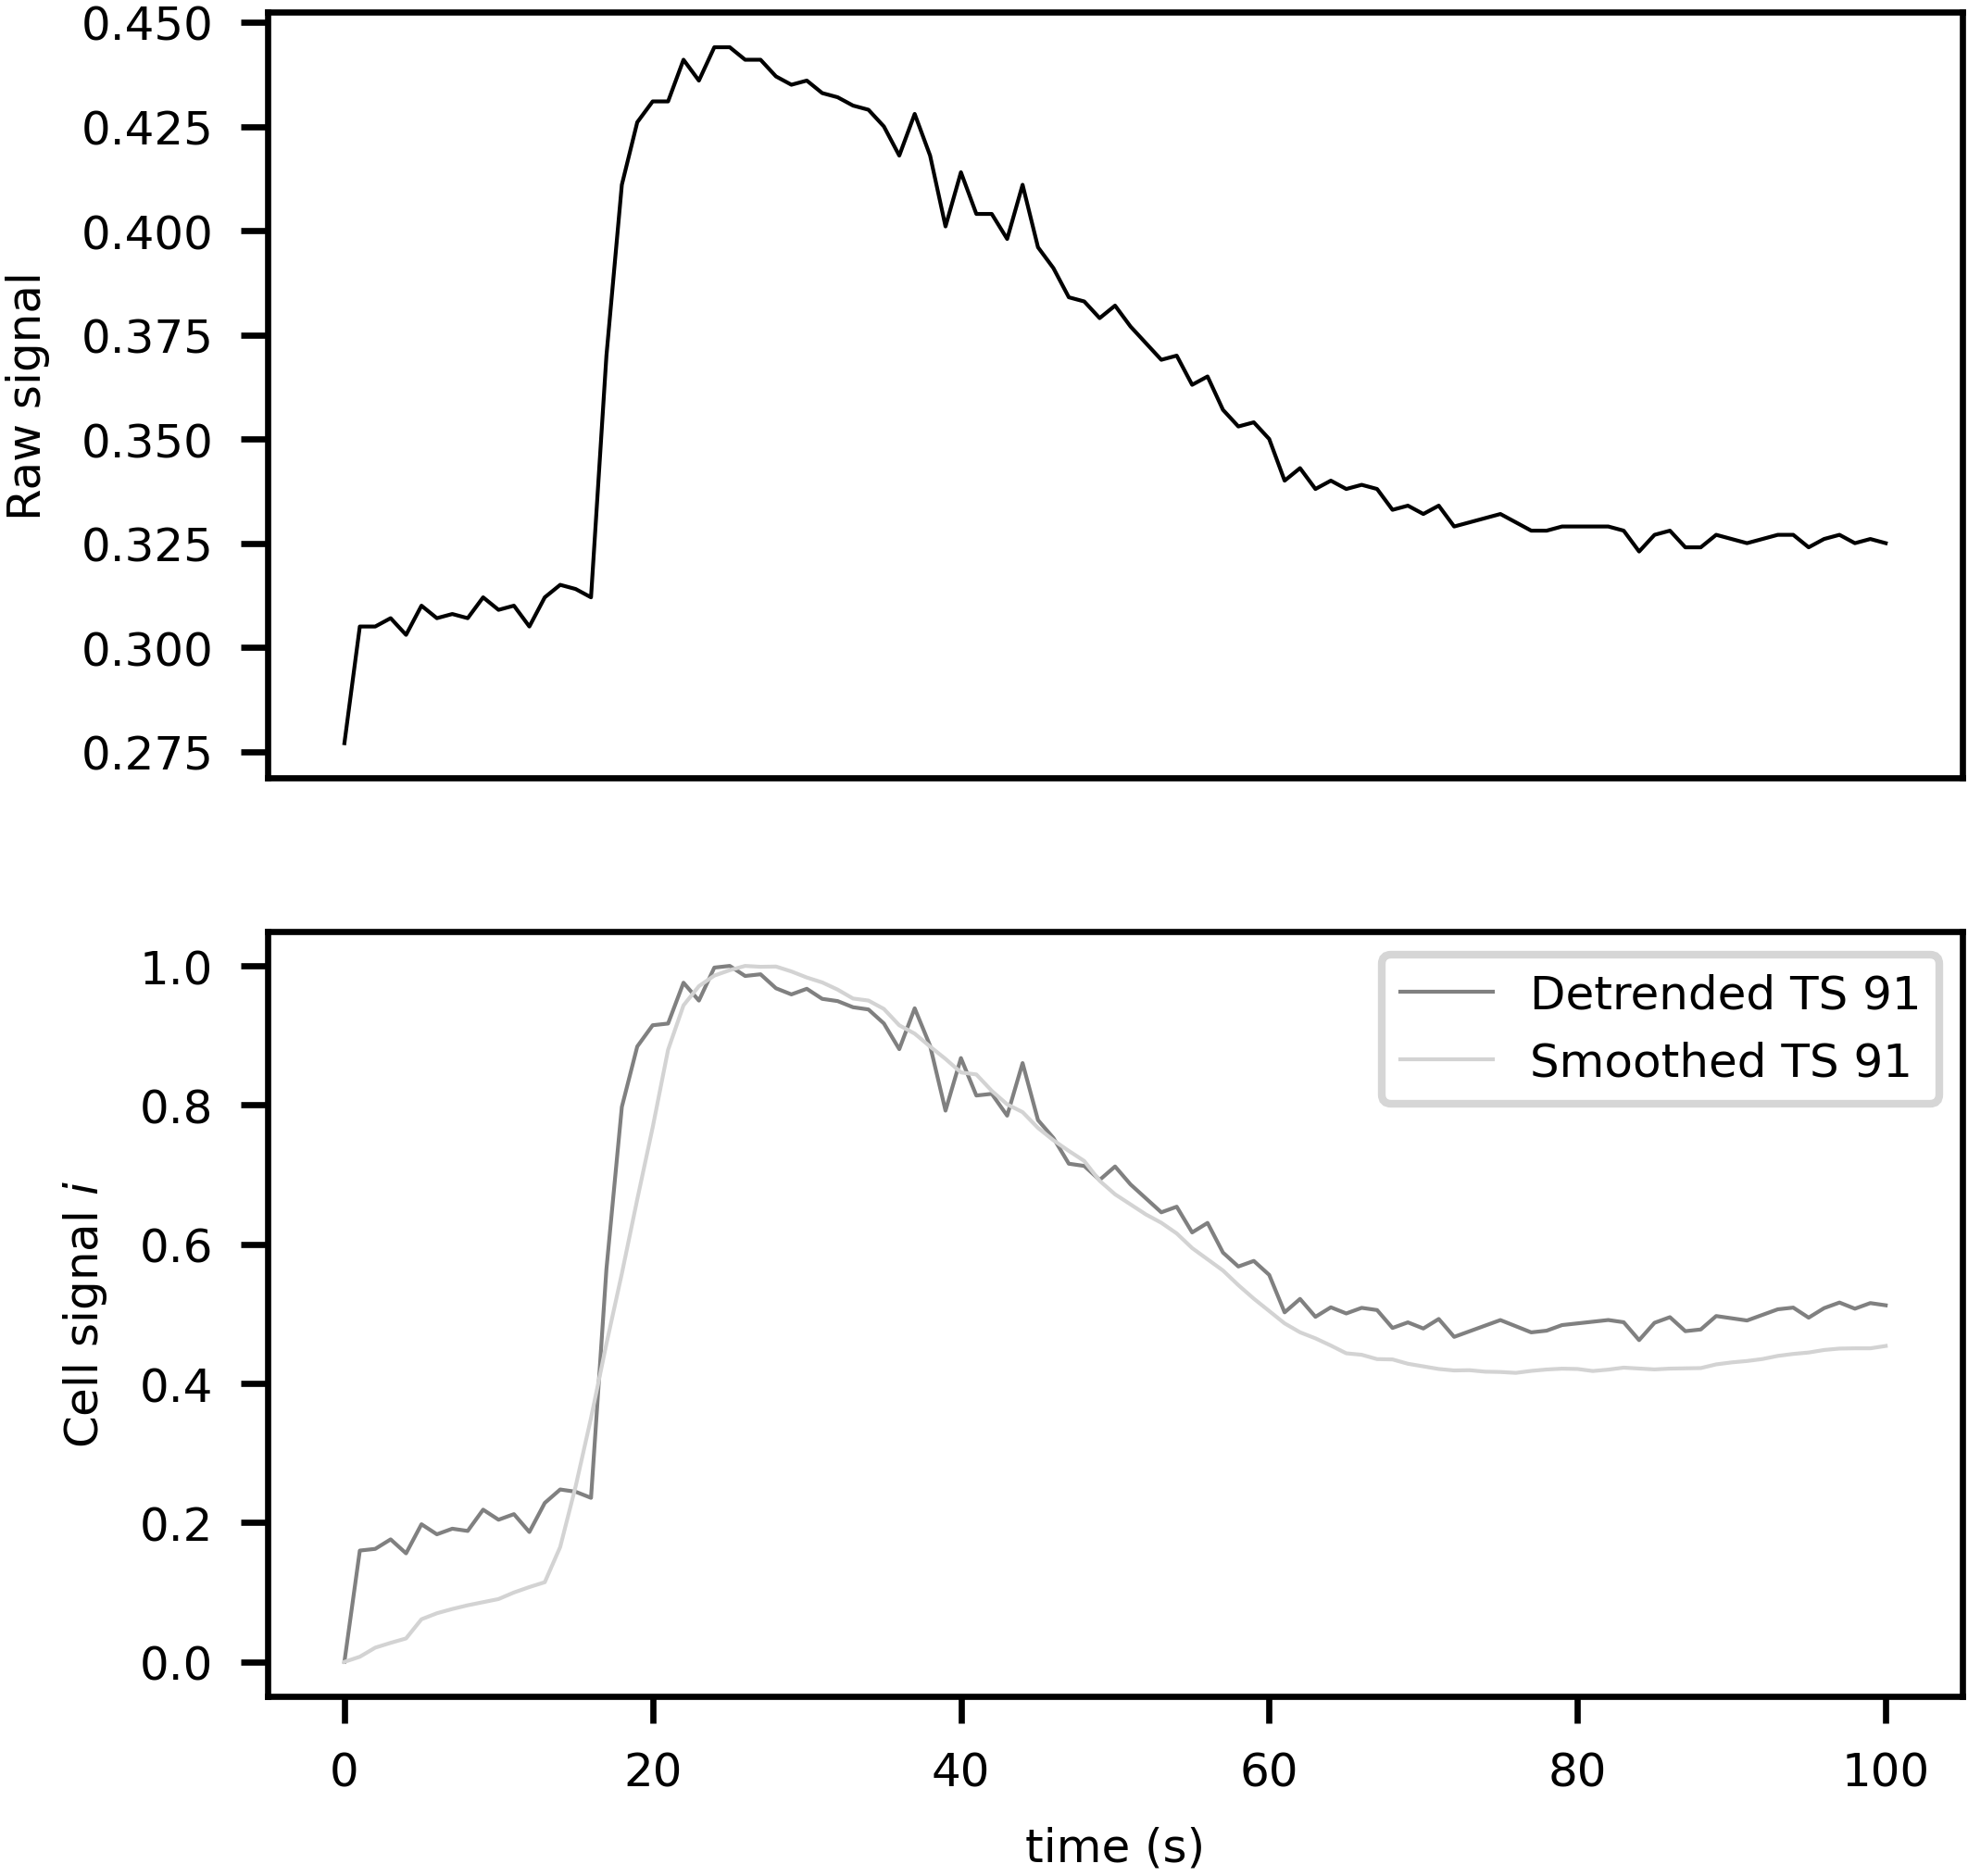 Raw signal
0.450
0.425
0.400
0.375
0.350
0.325
0.300
0.275
Cell signal i
1.0
0.8
0.6
0.4
0.2
0.0
Detrended TS 91
Smoothed TS 91
0 20 40 60 80 100
time (s)